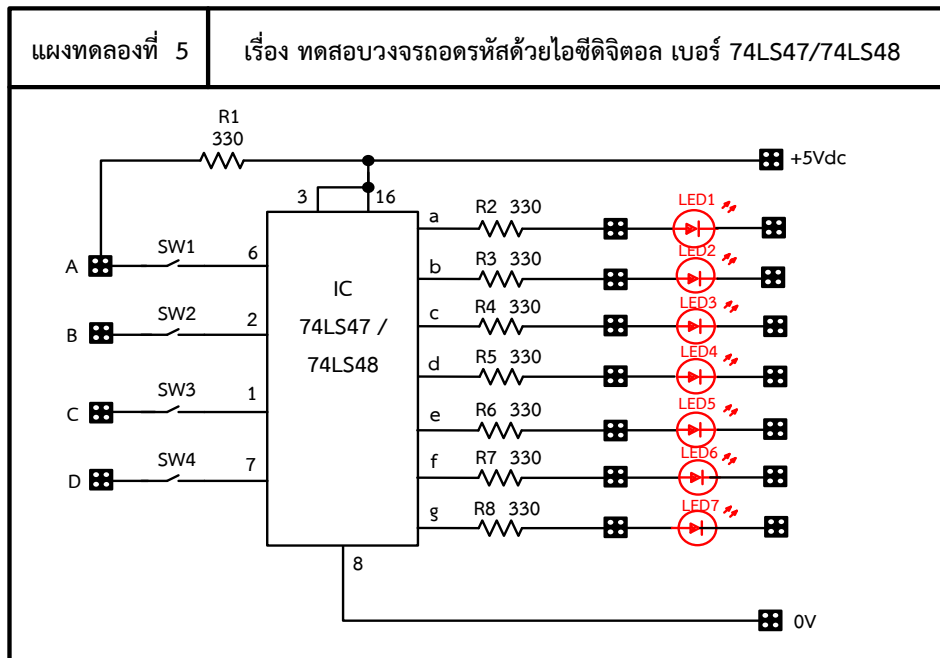 แผงทดลองที่ 5
เรื่อง ทดสอบวงจรถอดรหัสด้วยไอซีดิจิตอล เบอร์ 74LS47/74LS48
R1
330
+5Vdc
3
16
A
SW1
6
B
SW2
2
C
SW3
1
D
SW4
7
IC
74LS47 /
74LS48
a
R2 330
LED1
b
R3 330
LED2
c
R4 330
LED3
d
R5 330
LED4
e
R6 330
LED5
f
R7 330
LED6
g
R8 330
LED7
8
0V